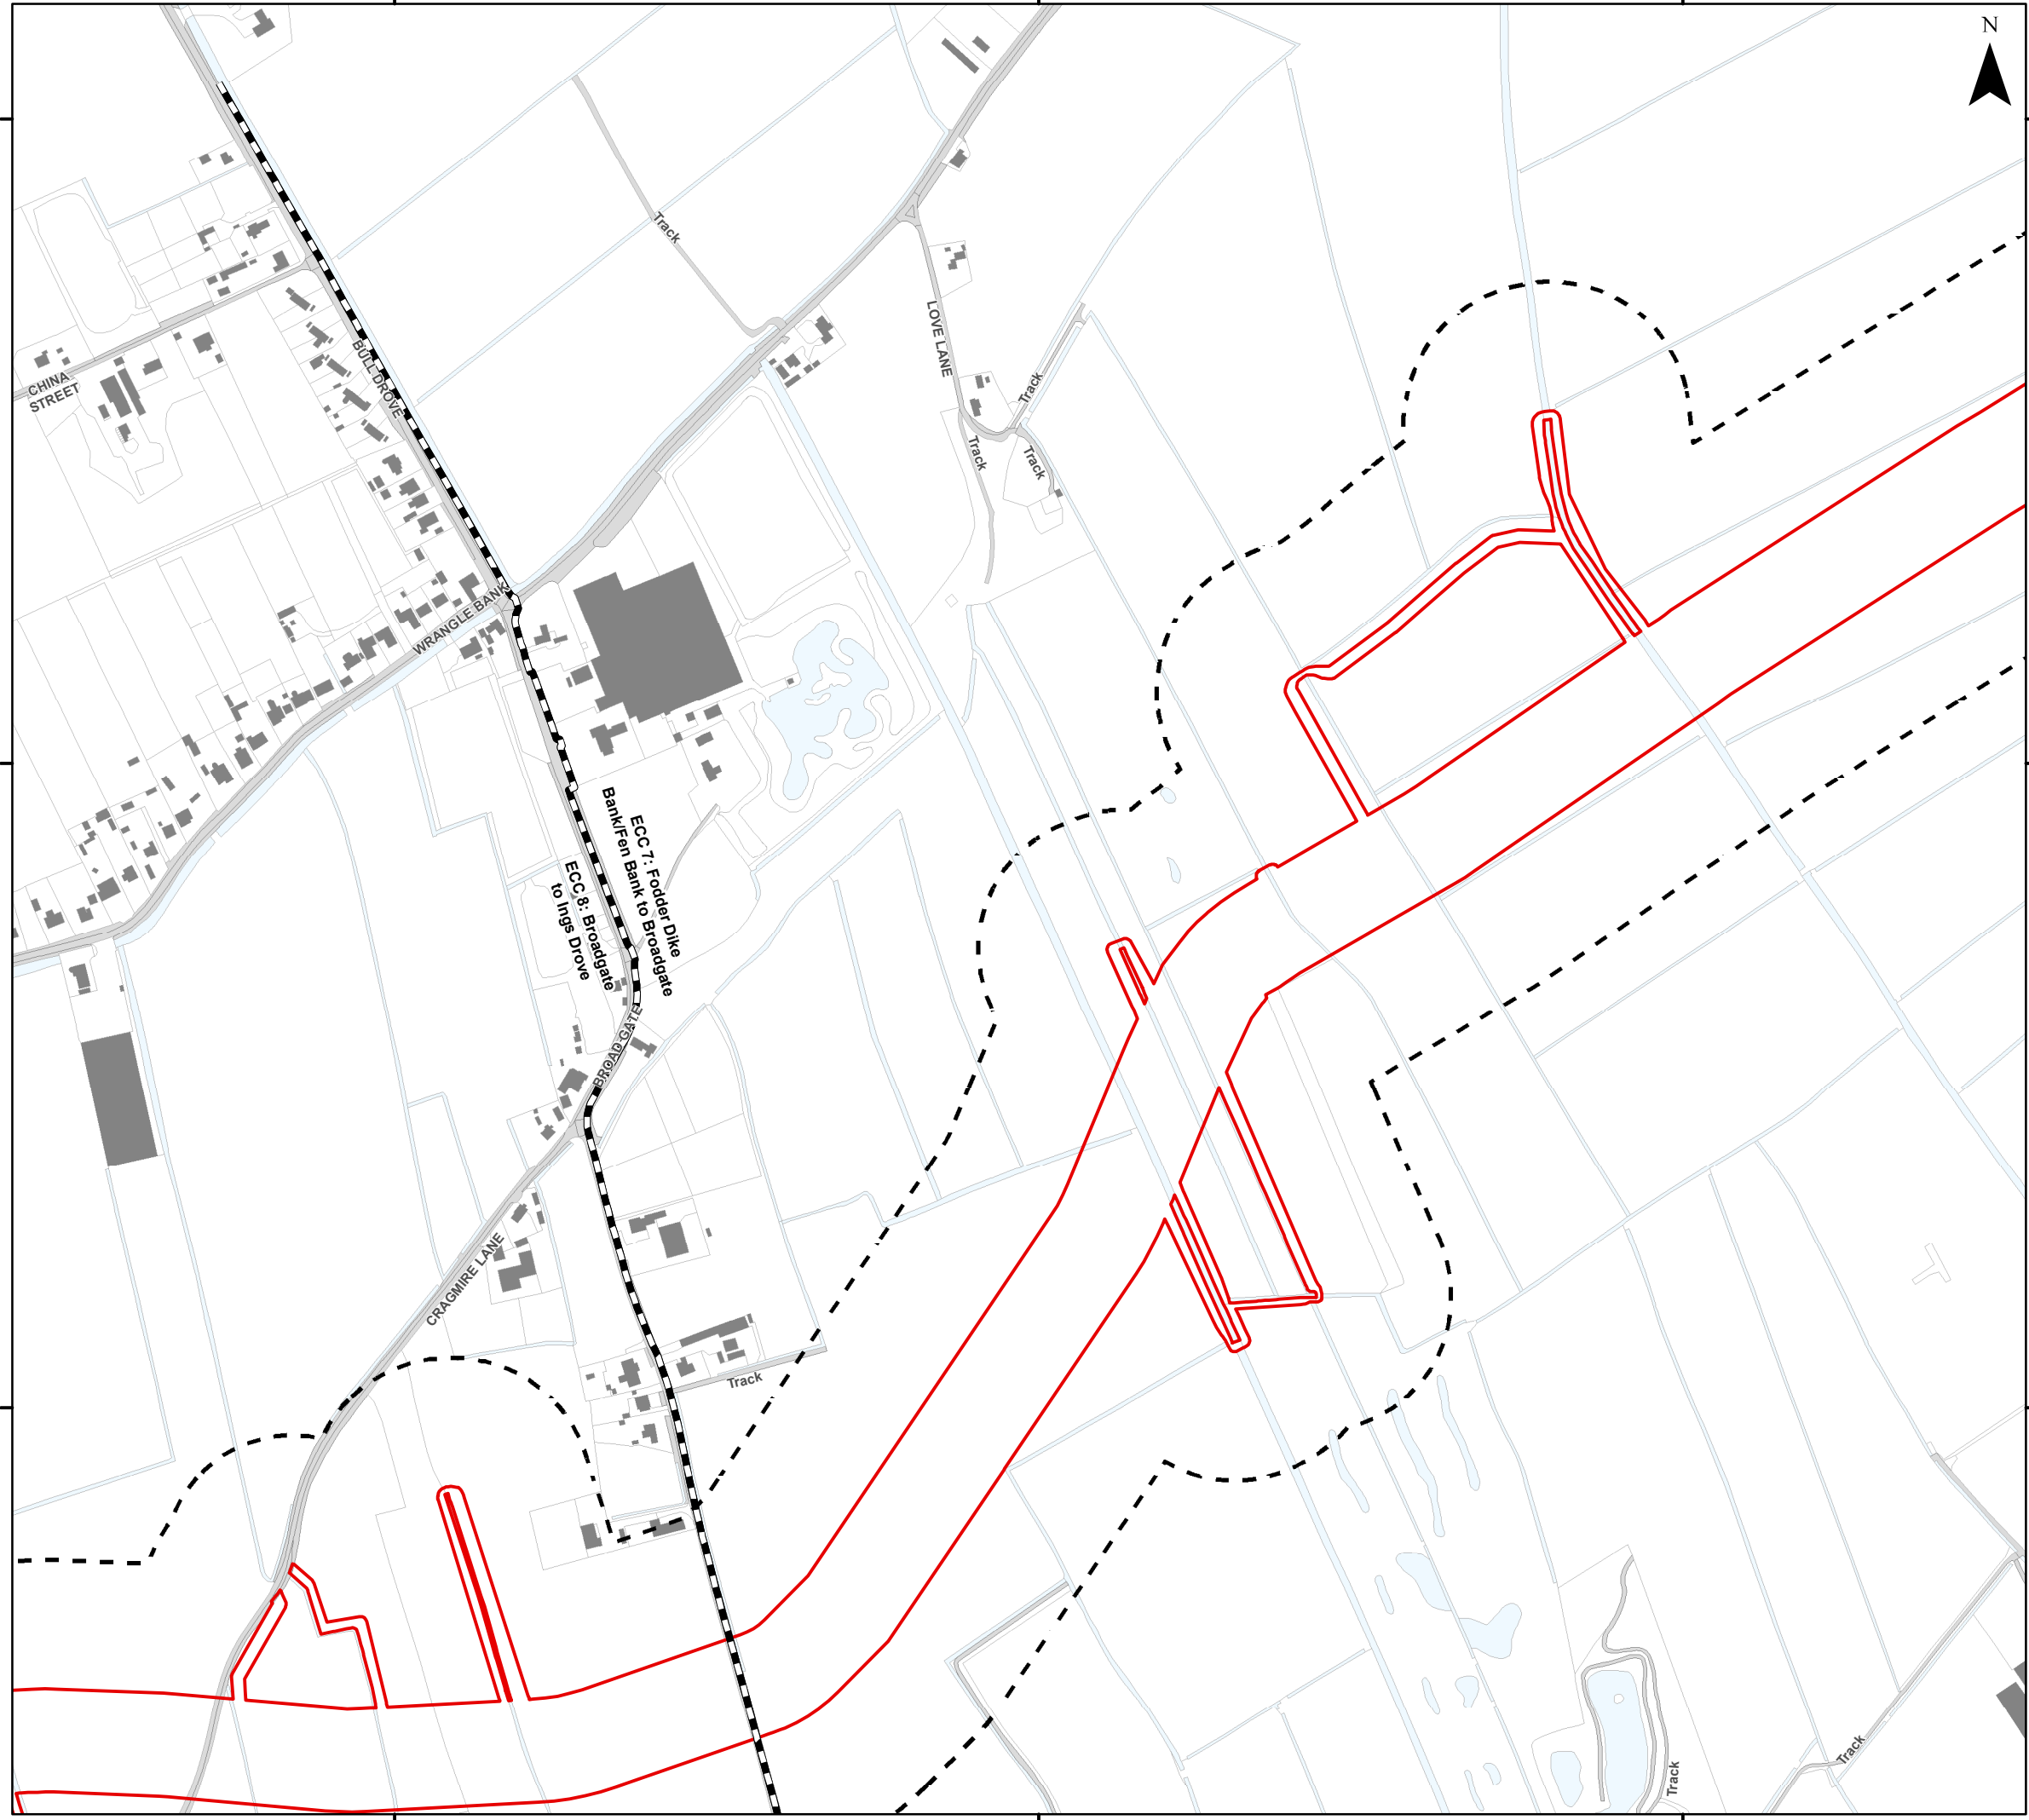 N
Track
LOVE LANE
BULL DROVE
CHINA
STREET
Track
Track
Track
WRANGLE BANK
ECC 7: Fodder Dike
Bank/Fen Bank to Broadgate
ECC 8: Broadgate
to Ings Drove
BROAD GATE
CRAGMIRE LANE
Track
Track
Track